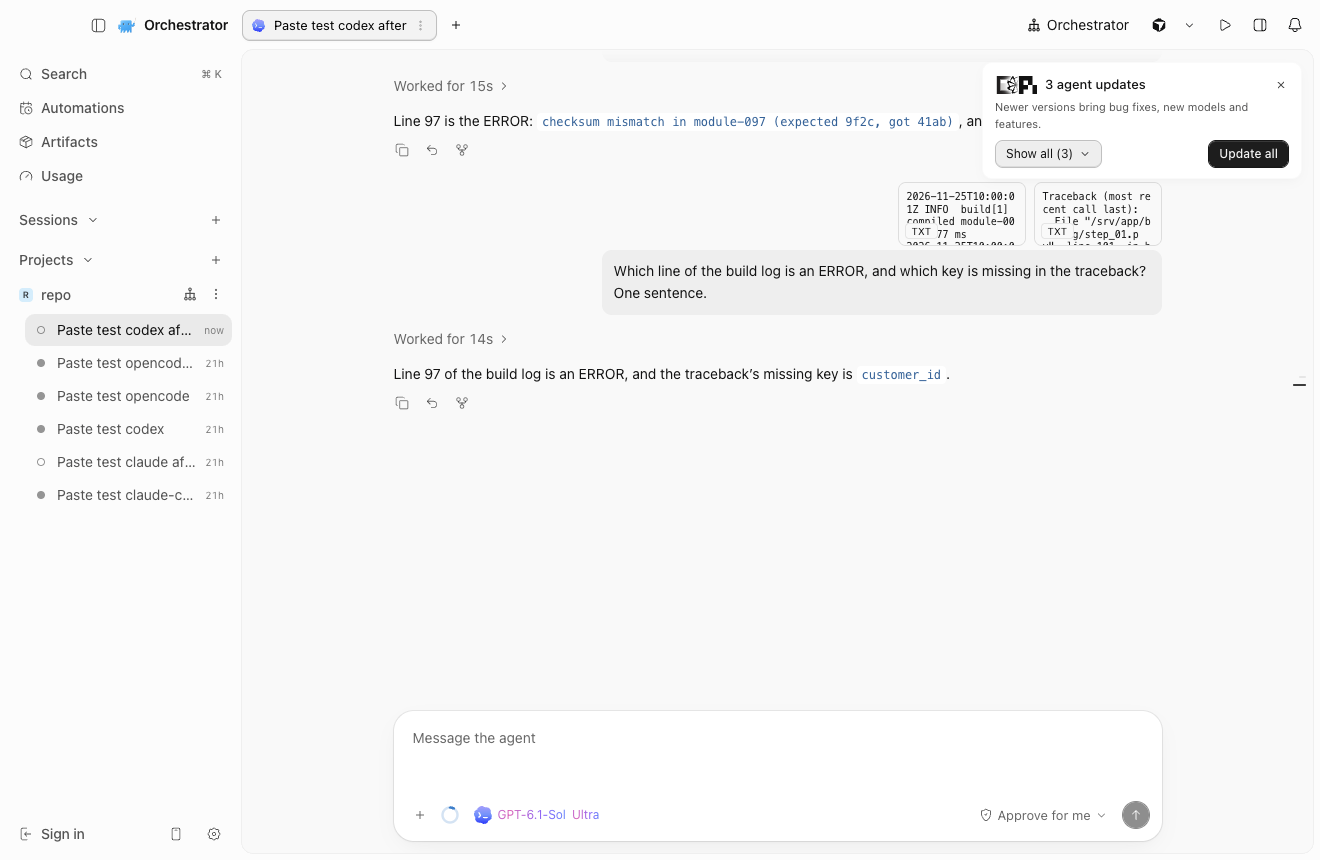 Orchestrator
Paste test codex after
Orchestrator
Search
⌘ K
Automations
Artifacts
Usage
Sessions
Projects
R repo
Paste test codex af... now
Paste test opencod... 21h
Paste test opencode 21h
Paste test codex 21h
Paste test claude af... 21h
Paste test claude-c... 21h
Sign in
3 agent updates
Newer versions bring bug fixes, new models and
features.
Show all (3)
Update all
Worked for 15s
Line 97 is the ERROR: checksum mismatch in module-097 (expected 9f2c, got 41ab) , an
2026-11-25T10:00:0
1Z INFO build[1]
compiled module-00
77 ms
TXT
Traceback (most re
cent call last):
File "/srv/app/b
g/step_01.p
TXT
Which line of the build log is an ERROR, and which key is missing in the traceback?
One sentence.
Worked for 14s
Line 97 of the build log is an ERROR, and the traceback’s missing key is customer_id .
Message the agent
GPT-6.1-Sol Ultra
Approve for me